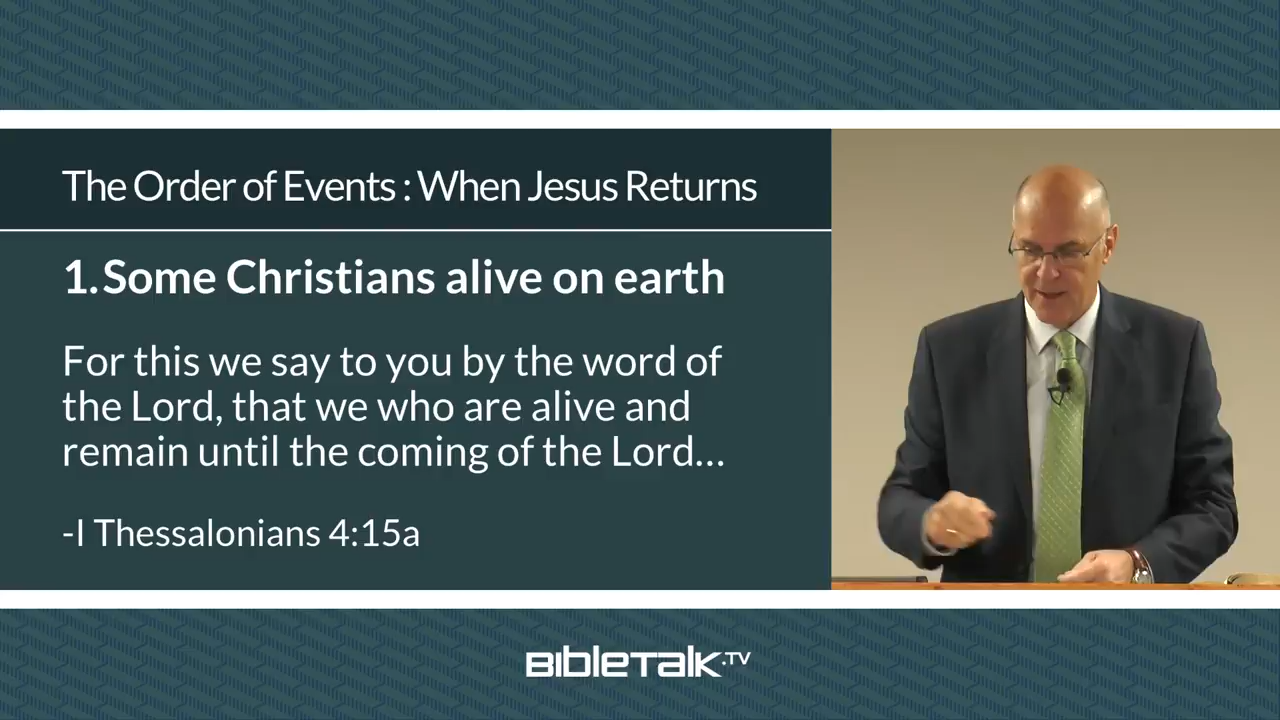 The Order of Events : When Jesus Returns
1. Some Christians alive on earth
For this we say to you by the word of
the Lord, that we who are alive and
remain until the coming of the Lord...
-I Thessalonians 4:15a
BibleTalk.TV